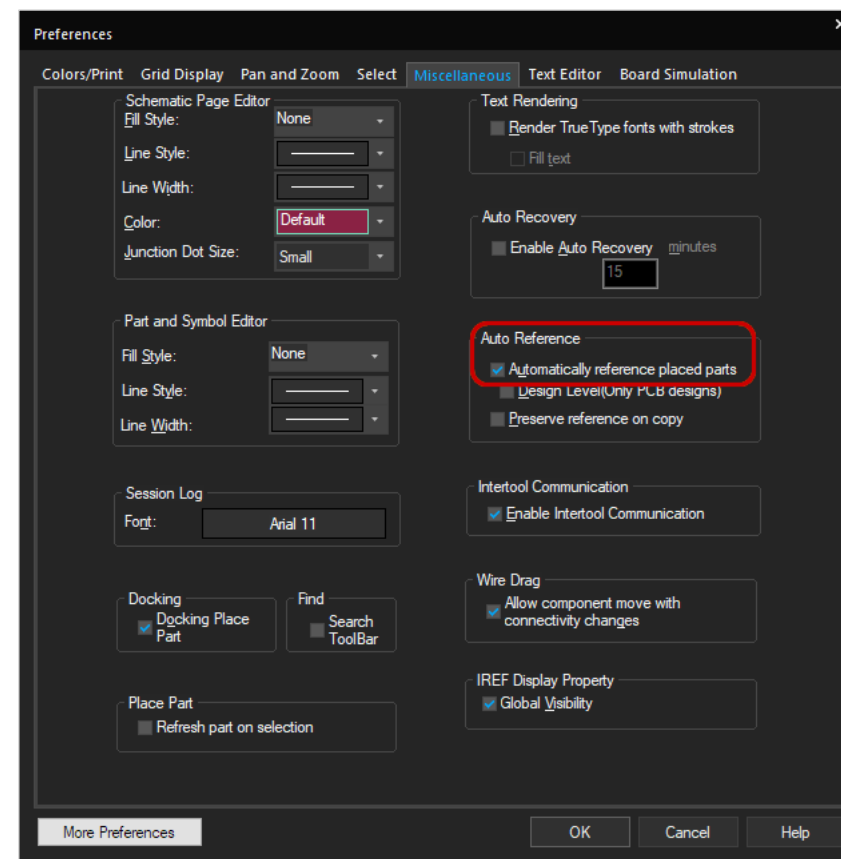 Preferences
Colors/Print Grid Display Pan and Zoom Select Miscellaneous Text Editor Board Simulation
Schematic Page Editor
Fill Style: None
Line Style:
Line Width:
Color: Default
Junction Dot Size: Small
Part and Symbol Editor
Fill Style: None
Line Style:
Line Width:
Session Log
Font: Arial 11
Docking
Docking Place
Part
Find
Search
ToolBar
Place Part
Refresh part on selection
Text Rendering
Render TrueType fonts with strokes
Fill text
Auto Recovery
Enable Auto Recovery minutes
15
Auto Reference
Automatically reference placed parts
Design Level(Only PCB designs)
Preserve reference on copy
Intertool Communication
Enable Intertool Communication
Wire Drag
Allow component move with
connectivity changes
IREF Display Property
Global Visibility
More Preferences OK Cancel Help